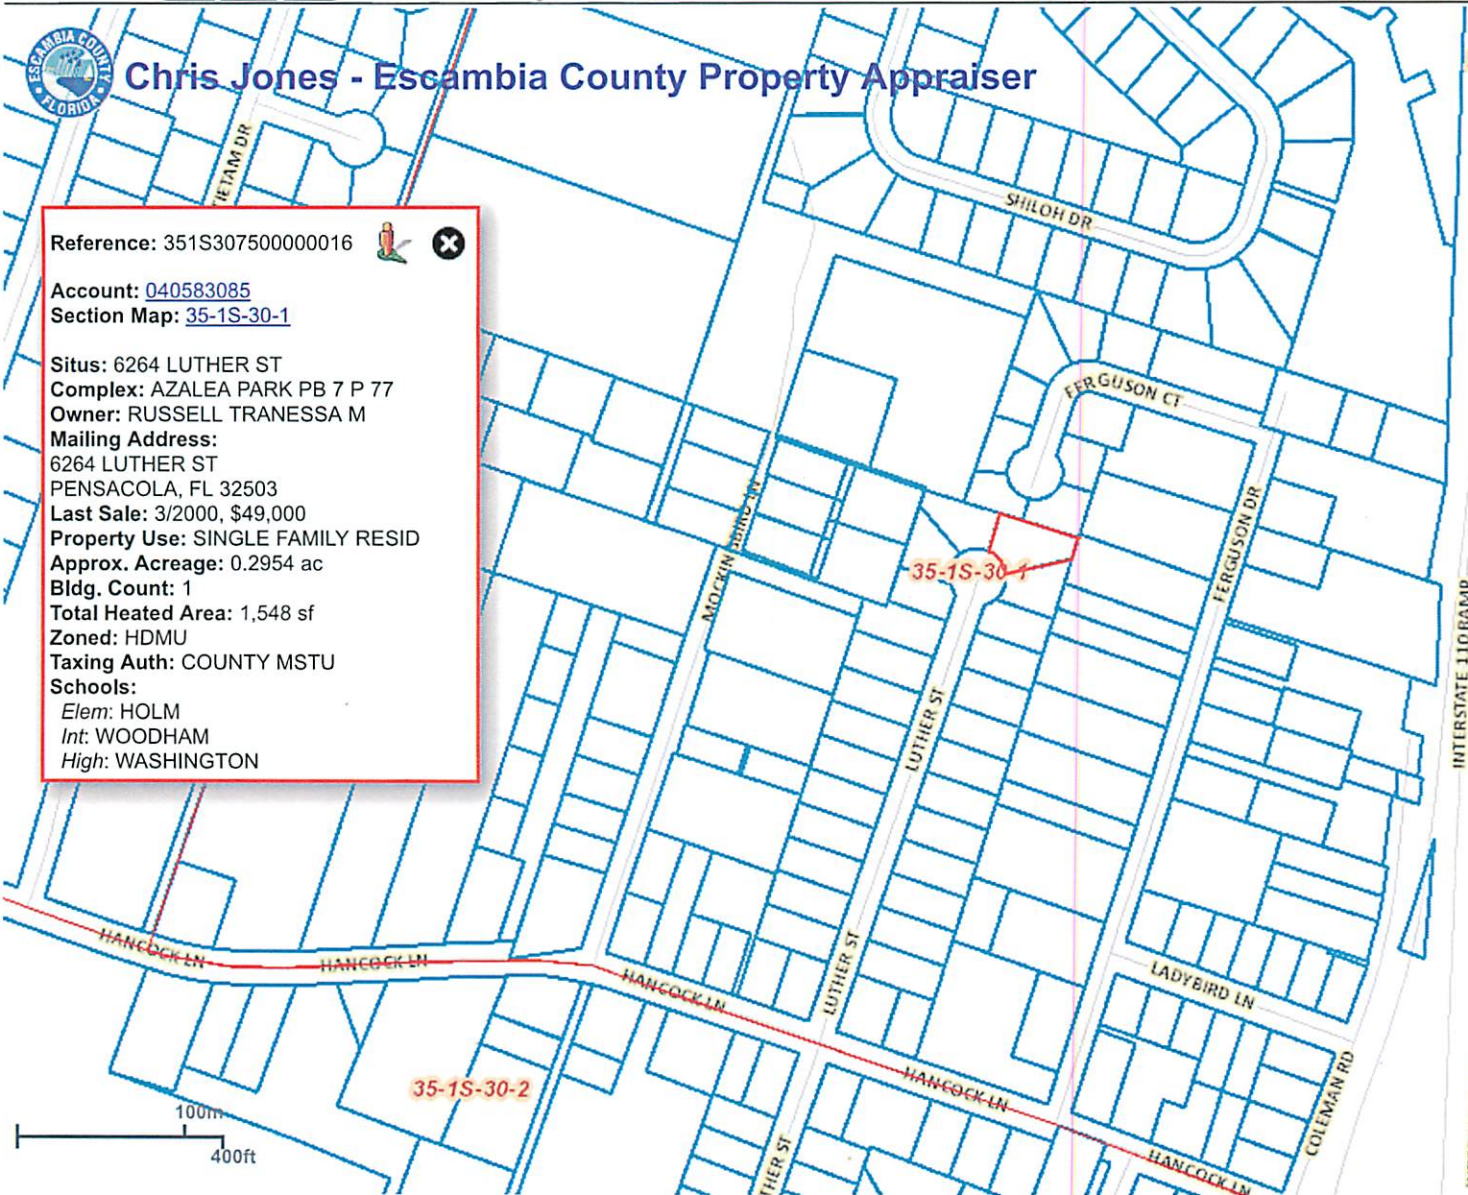 ESCAMBIA COUNTY
FLORIDA
Chris Jones - Escambia County Property Appraiser
TIETAM DR
SHILOH DR
Reference: 351S307500000016
Account: 040583085
Section Map: 35-1S-30-1
Situs: 6264 LUTHER ST
Complex: AZALEA PARK PB 7 P 77
Owner: RUSSELL TRANESSA M
Mailing Address:
6264 LUTHER ST
PENSACOLA, FL 32503
Last Sale: 3/2000, $49,000
Property Use: SINGLE FAMILY RESID
Approx. Acreage: 0.2954 ac
Bldg. Count: 1
Total Heated Area: 1,548 sf
Zoned: HDMU
Taxing Auth: COUNTY MSTU
Schools:
Elem: HOLM
Int: WOODHAM
High: WASHINGTON
FERGUSON CT
MOCKINGBIRD LN
FERGUSON DR
35-1S-30-1
INTERSTATE 110 RAMP
LUTHER ST
HANCOCK LN
HANCOCK LN
HANCOCK LN
LUTHER ST
LADYBIRD LN
35-1S-30-2
HANCOCK LN
COLEMAN RD
100m
400ft
THER ST
HANCOCK LN